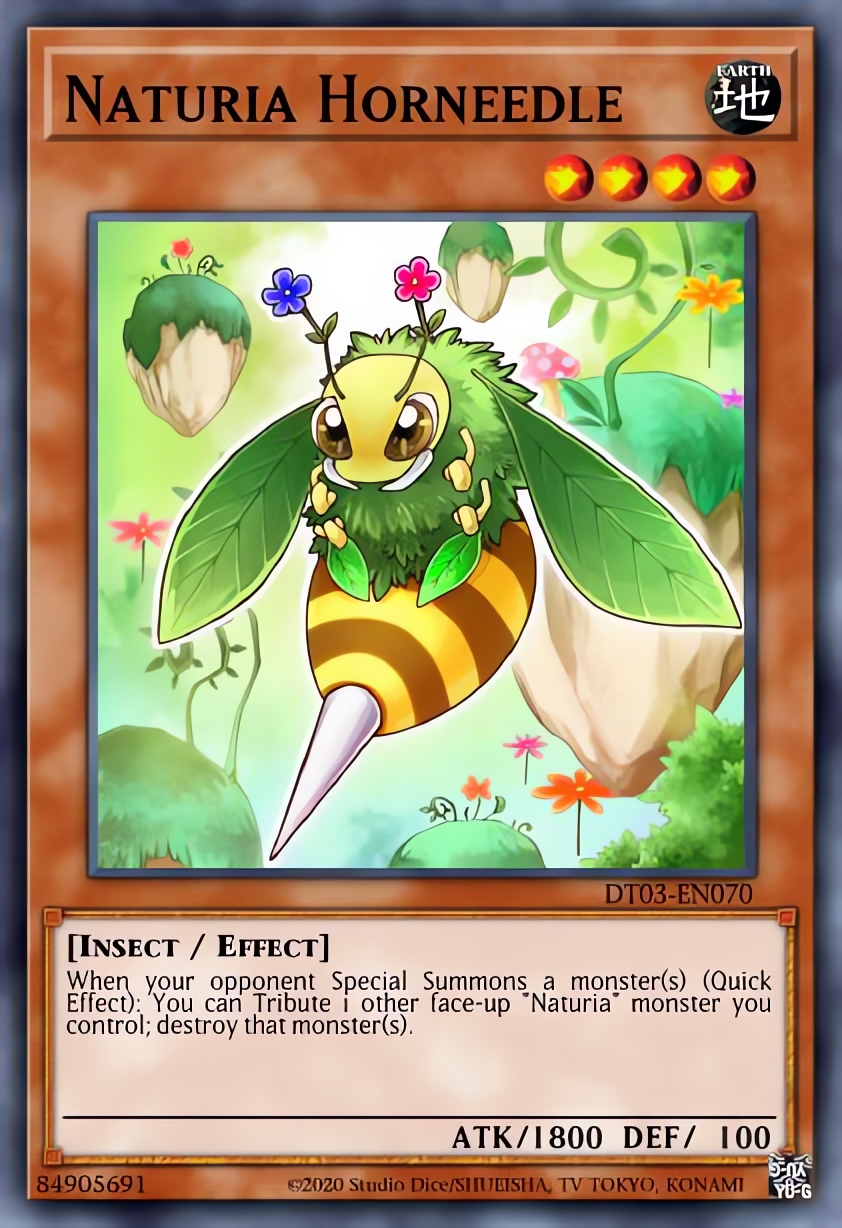 NATURIA HORNEEDLE
EARTH
地
DT03-EN070
[INSECT / EFFECT]
When your opponent Special Summons a monster(s) (Quick
Effect): You can Tribute 1 other face-up "Naturia" monster you
control; destroy that monster(s).
ATK/1800 DEF/ 100
84905691
©2020 Studio Dice/SHUEISHA, TV TOKYO, KONAMI